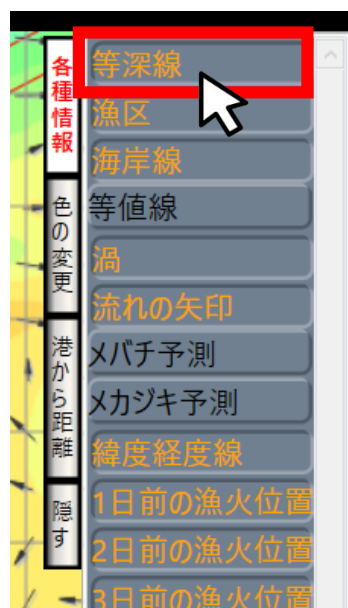 各種情報
色の変更
港から距離
隠す
等深線
漁区
海岸線
等値線
渦
流れの矢印
メバチ予測
メカジキ予測
緯度経度線
1日前の漁火位置
2日前の漁火位置
3日前の漁火位置